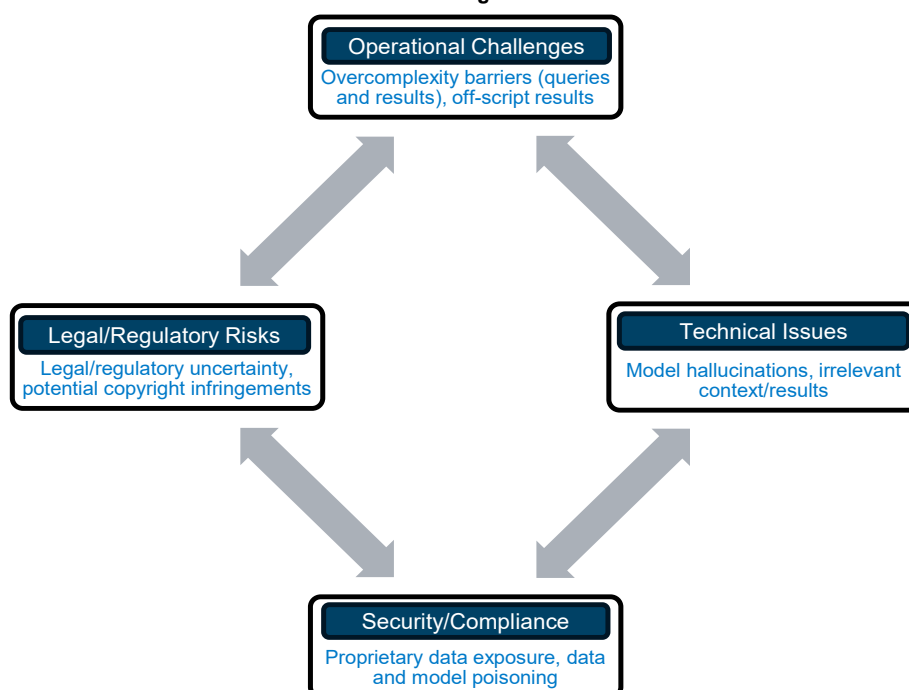 Operational Challenges
Overcomplexity barriers (queries
and results), off-script results
Legal/Regulatory Risks
Legal/regulatory uncertainty,
potential copyright infringements
Technical Issues
Model hallucinations, irrelevant
context/results
Security/Compliance
Proprietary data exposure, data
and model poisoning